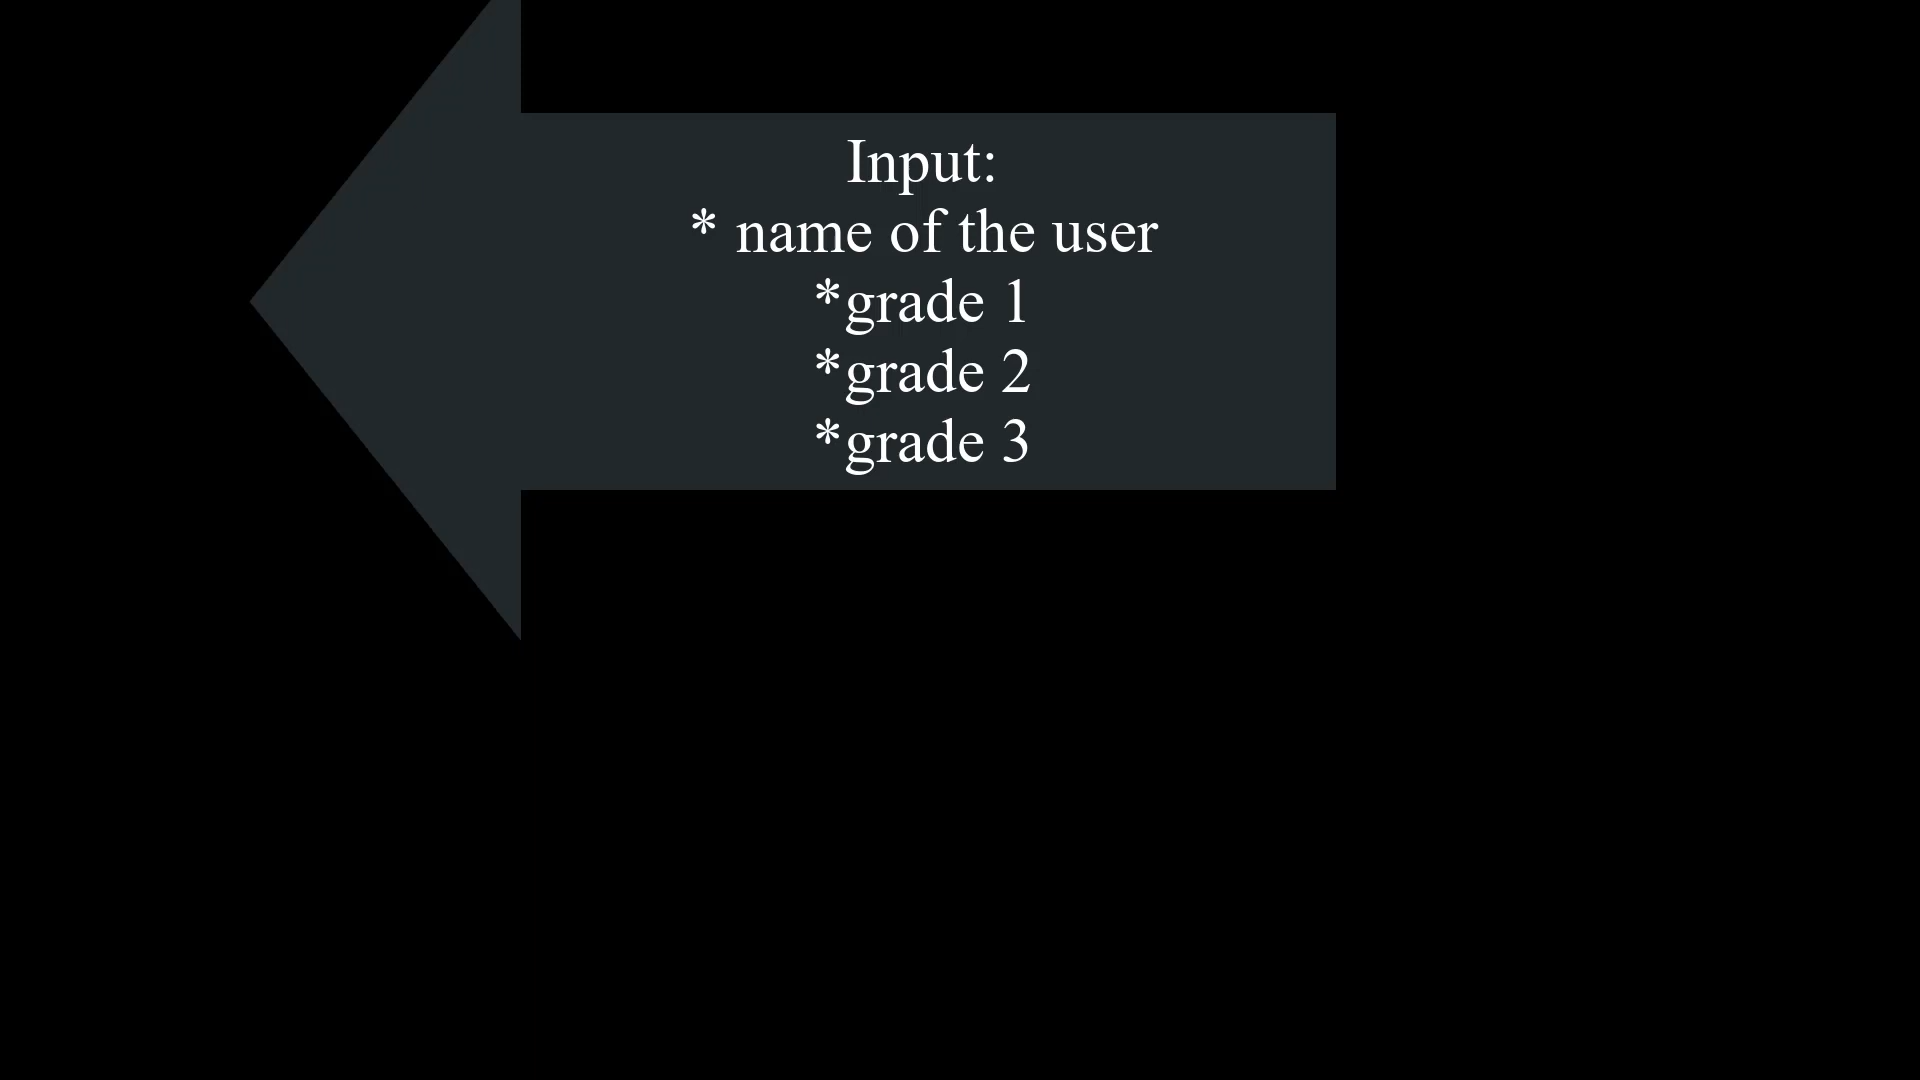 Input:
* name of the user
*grade 1
*grade 2
*grade 3